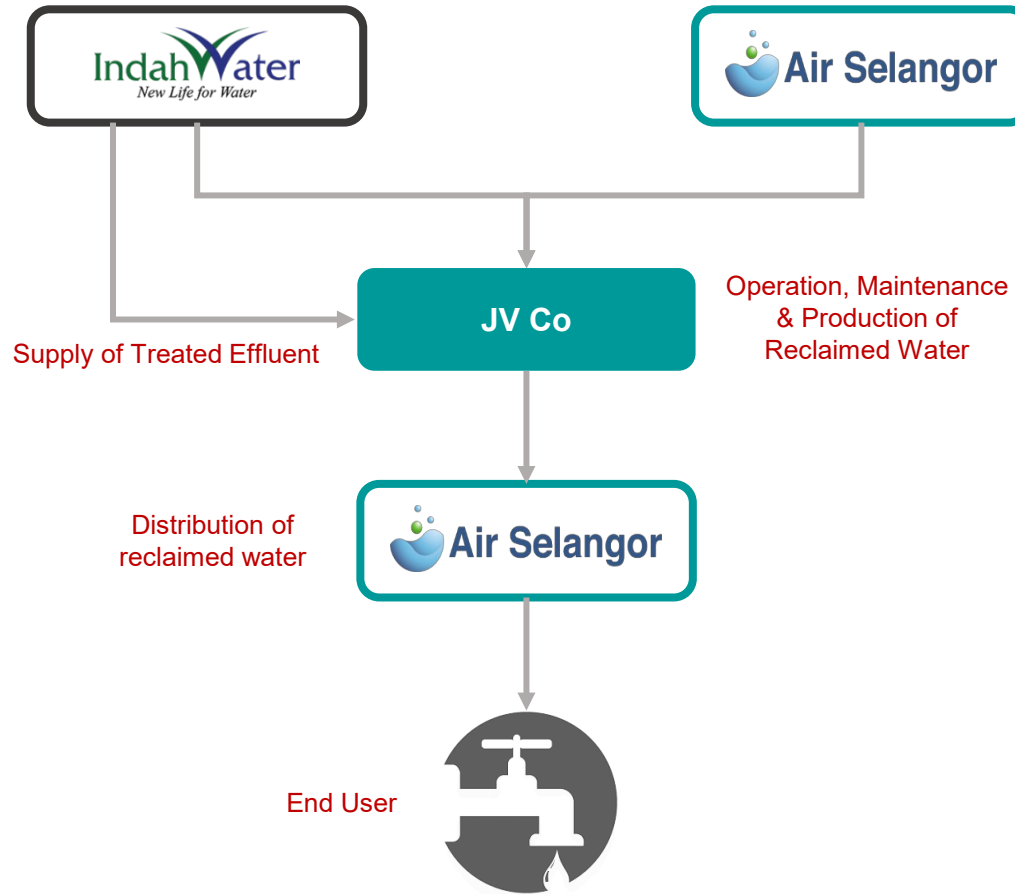 IndahWater
New Life for Water
Air Selangor
JV Co
Operation, Maintenance
& Production of
Reclaimed Water
Supply of Treated Effluent
Distribution of
reclaimed water
Air Selangor
End User